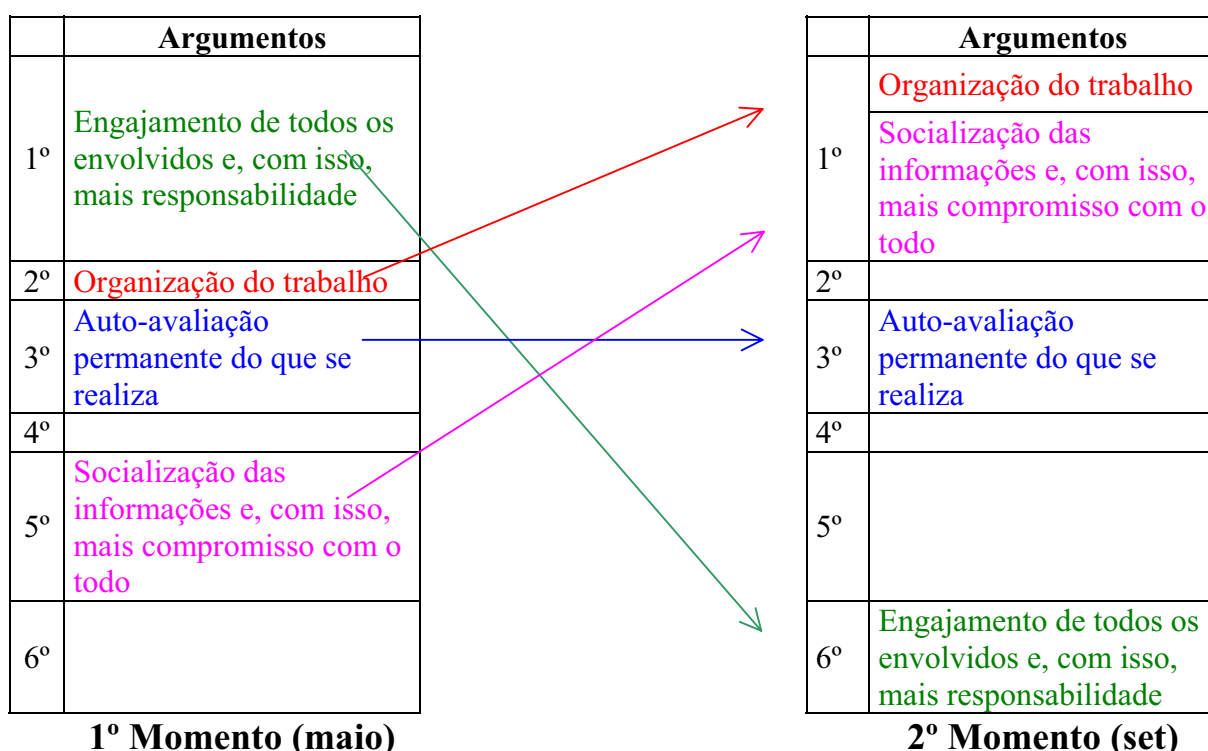 Argumentos
1º
Engajamento de todos os
envolvidos e, com isso,
mais responsabilidade
2º
Organização do trabalho
3º
Auto-avaliação
permanente do que se
realiza
4º
5º
Socialização das
informações e, com isso,
mais compromisso com o
todo
6º
1º Momento (maio)
Argumentos
1º
Organização do trabalho
Socialização das
informações e, com isso,
mais compromisso com o
todo
2º
3º
Auto-avaliação
permanente do que se
realiza
4º
5º
6º
Engajamento de todos os
envolvidos e, com isso,
mais responsabilidade
2º Momento (set)